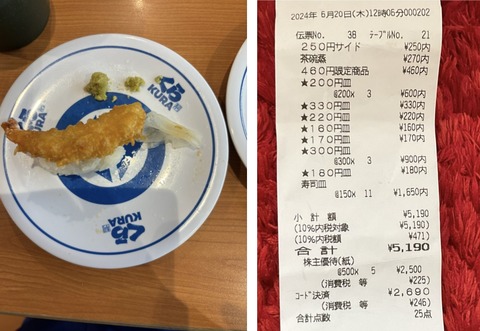 くら
KURA
くら
KURA
2024年 6月20日(木)12時06分000202
伝票No. 38 テーブルNo. 21
250円サイド ¥250内
茶碗蒸 ¥270内
460円限定商品 ¥460内
★200円皿
@200× 3 ¥600内
★330円皿 ¥330内
★220円皿 ¥220内
★160円皿 ¥160内
★170円皿 ¥170内
★300円皿
@300× 3 ¥900内
★180円皿 ¥180内
寿司皿
@150× 11 ¥1,650内
小 計 額 ¥5,190
(10%内税対象 ¥5,190)
(10%内税額 ¥471)
合 計 ¥5,190
株主優待(紙)
@500× 5 ¥2,500
(消費税 等 ¥225)
コード決済 ¥2,690
(消費税 等 ¥246)
合計点数 25点